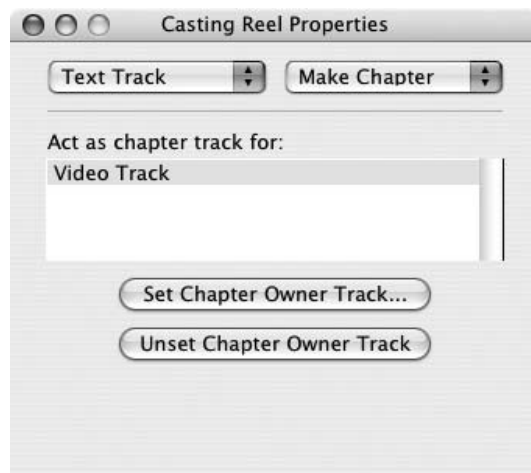 Casting Reel Properties
Text Track Make Chapter
Act as chapter track for:
Video Track
Set Chapter Owner Track...
Unset Chapter Owner Track